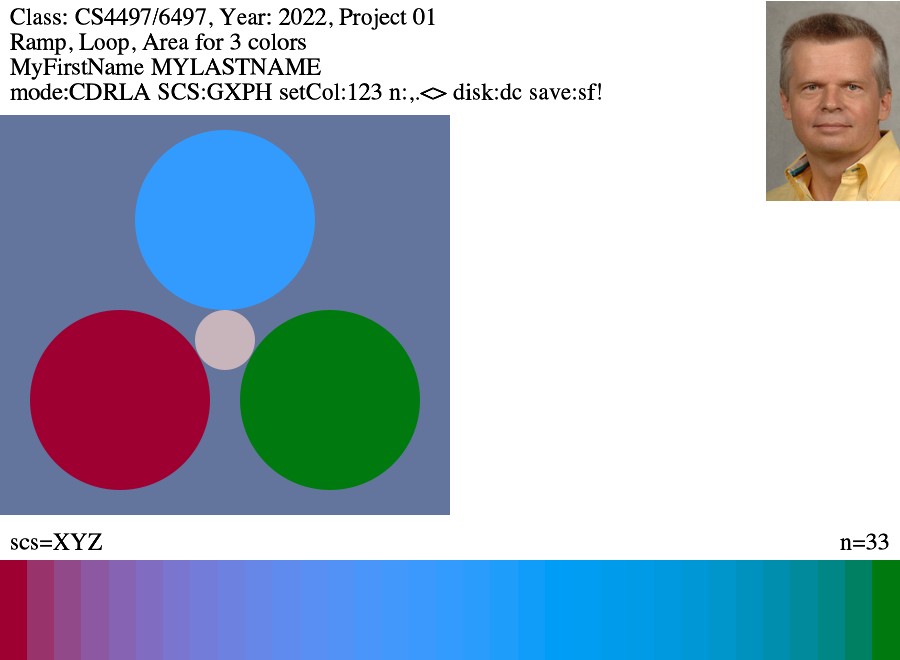 Class: CS4497/6497, Year: 2022, Project 01
Ramp, Loop, Area for 3 colors
MyFirstName MYLASTNAME
mode:CDRLA SCS:GXPH setCol:123 n:,.<> disk:dc save:sf!
scs=XYZ
n=33